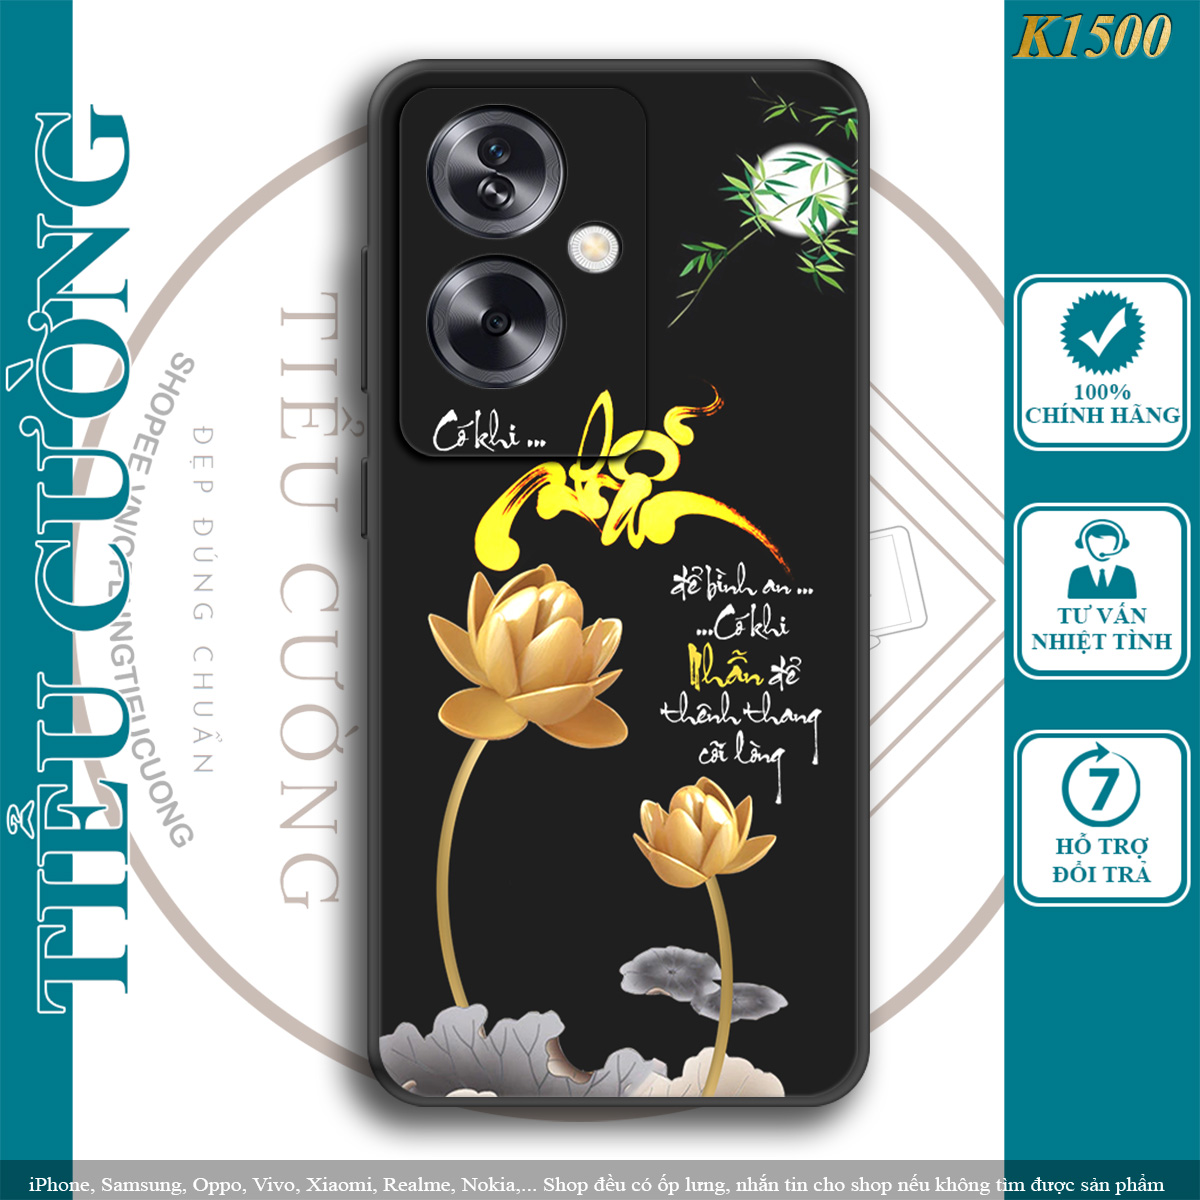 K1500
TIỂU CƯỜNG
TIỂU CƯỜNG
ĐẸP ĐÚNG CHUẨN
Có khi ...
Nhẫn
để bình an ...
...Có khi
Nhẫn để
thênh thang
cõi lòng
100%
CHÍNH HÃNG
TƯ VẤN
NHIỆT TÌNH
7
HỖ TRỢ
ĐỔI TRẢ
iPhone, Samsung, Oppo, Vivo, Xiaomi, Realme, Nokia,... Shop đều có ốp lưng, nhắn tin cho shop nếu không tìm được sản phẩm